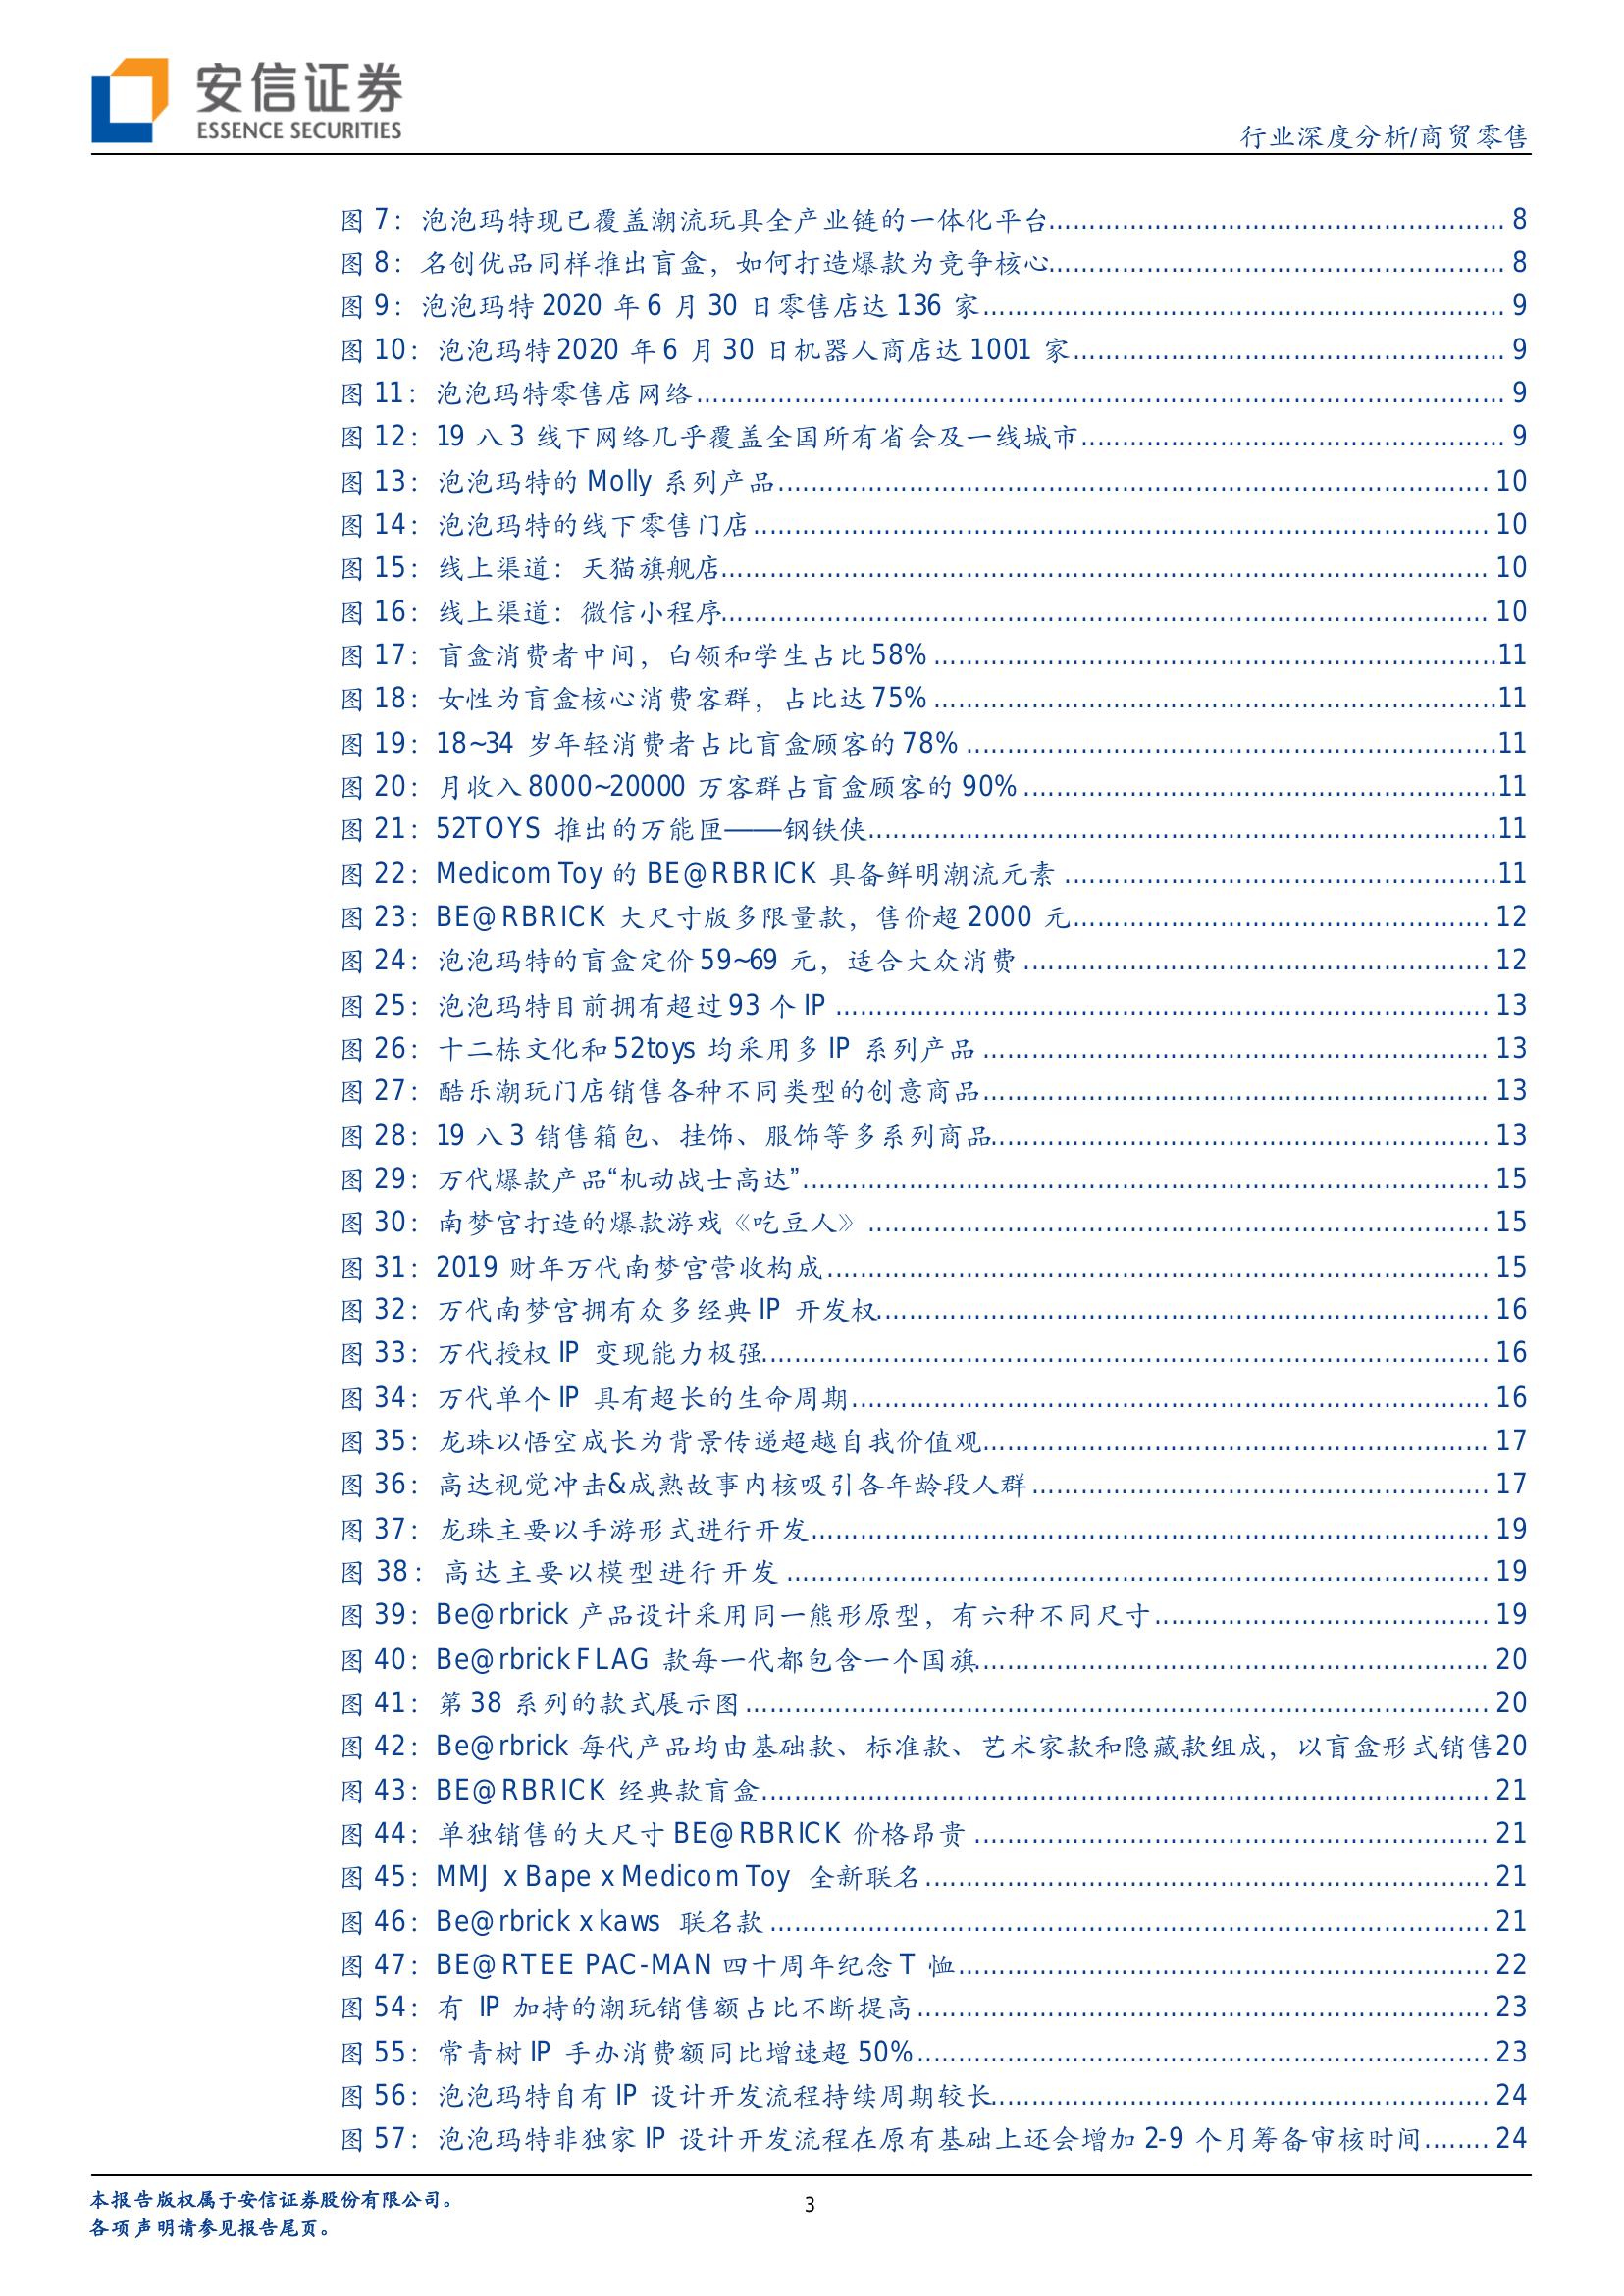 安信证券
ESSENCE SECURITIES
行业深度分析/商贸零售
图 7：泡泡玛特现已覆盖潮流玩具全产业链的一体化平台 8
图 8：名创优品同样推出盲盒，如何打造爆款为竞争核心 8
图 9：泡泡玛特 2020 年 6 月 30 日零售店达 136 家 9
图 10：泡泡玛特 2020 年 6 月 30 日机器人商店达 1001 家 9
图 11：泡泡玛特零售店网络 9
图 12：19 八 3 线下网络几乎覆盖全国所有省会及一线城市 9
图 13：泡泡玛特的 Molly 系列产品 10
图 14：泡泡玛特的线下零售门店 10
图 15：线上渠道：天猫旗舰店 10
图 16：线上渠道：微信小程序 10
图 17：盲盒消费者中间，白领和学生占比 58% 11
图 18：女性为盲盒核心消费客群，占比达 75% 11
图 19：18~34 岁年轻消费者占比盲盒顾客的 78% 11
图 20：月收入 8000~20000 万客群占盲盒顾客的 90% 11
图 21：52TOYS 推出的万能匣——钢铁侠 11
图 22：Medicom Toy 的 BE@RBRICK 具备鲜明潮流元素 11
图 23：BE@RBRICK 大尺寸版多限量款，售价超 2000 元 12
图 24：泡泡玛特的盲盒定价 59~69 元，适合大众消费 12
图 25：泡泡玛特目前拥有超过 93 个 IP 13
图 26：十二栋文化和 52toys 均采用多 IP 系列产品 13
图 27：酷乐潮玩门店销售各种不同类型的创意商品 13
图 28：19 八 3 销售箱包、挂饰、服饰等多系列商品 13
图 29：万代爆款产品“机动战士高达” 15
图 30：南梦宫打造的爆款游戏《吃豆人》 15
图 31：2019 财年万代南梦宫营收构成 15
图 32：万代南梦宫拥有众多经典 IP 开发权 16
图 33：万代授权 IP 变现能力极强 16
图 34：万代单个 IP 具有超长的生命周期 16
图 35：龙珠以悟空成长为背景传递超越自我价值观 17
图 36：高达视觉冲击&成熟故事内核吸引各年龄段人群 17
图 37：龙珠主要以手游形式进行开发 19
图 38：高达主要以模型进行开发 19
图 39：Be@rbrick 产品设计采用同一熊形原型，有六种不同尺寸 19
图 40：Be@rbrick FLAG 款每一代都包含一个国旗 20
图 41：第 38 系列的款式展示图 20
图 42：Be@rbrick 每代产品均由基础款、标准款、艺术家款和隐藏款组成，以盲盒形式销售 20
图 43：BE@RBRICK 经典款盲盒 21
图 44：单独销售的大尺寸 BE@RBRICK 价格昂贵 21
图 45：MMJ x Bape x Medicom Toy 全新联名 21
图 46：Be@rbrick x kaws 联名款 21
图 47：BE@RTEE PAC-MAN 四十周年纪念 T 恤 22
图 54：有 IP 加持的潮玩销售额占比不断提高 23
图 55：常青树 IP 手办消费额同比增速超 50% 23
图 56：泡泡玛特自有 IP 设计开发流程持续周期较长 24
图 57：泡泡玛特非独家 IP 设计开发流程在原有基础上还会增加 2-9 个月筹备审核时间 24
本报告版权属于安信证券股份有限公司。
各项声明请参见报告尾页。
3